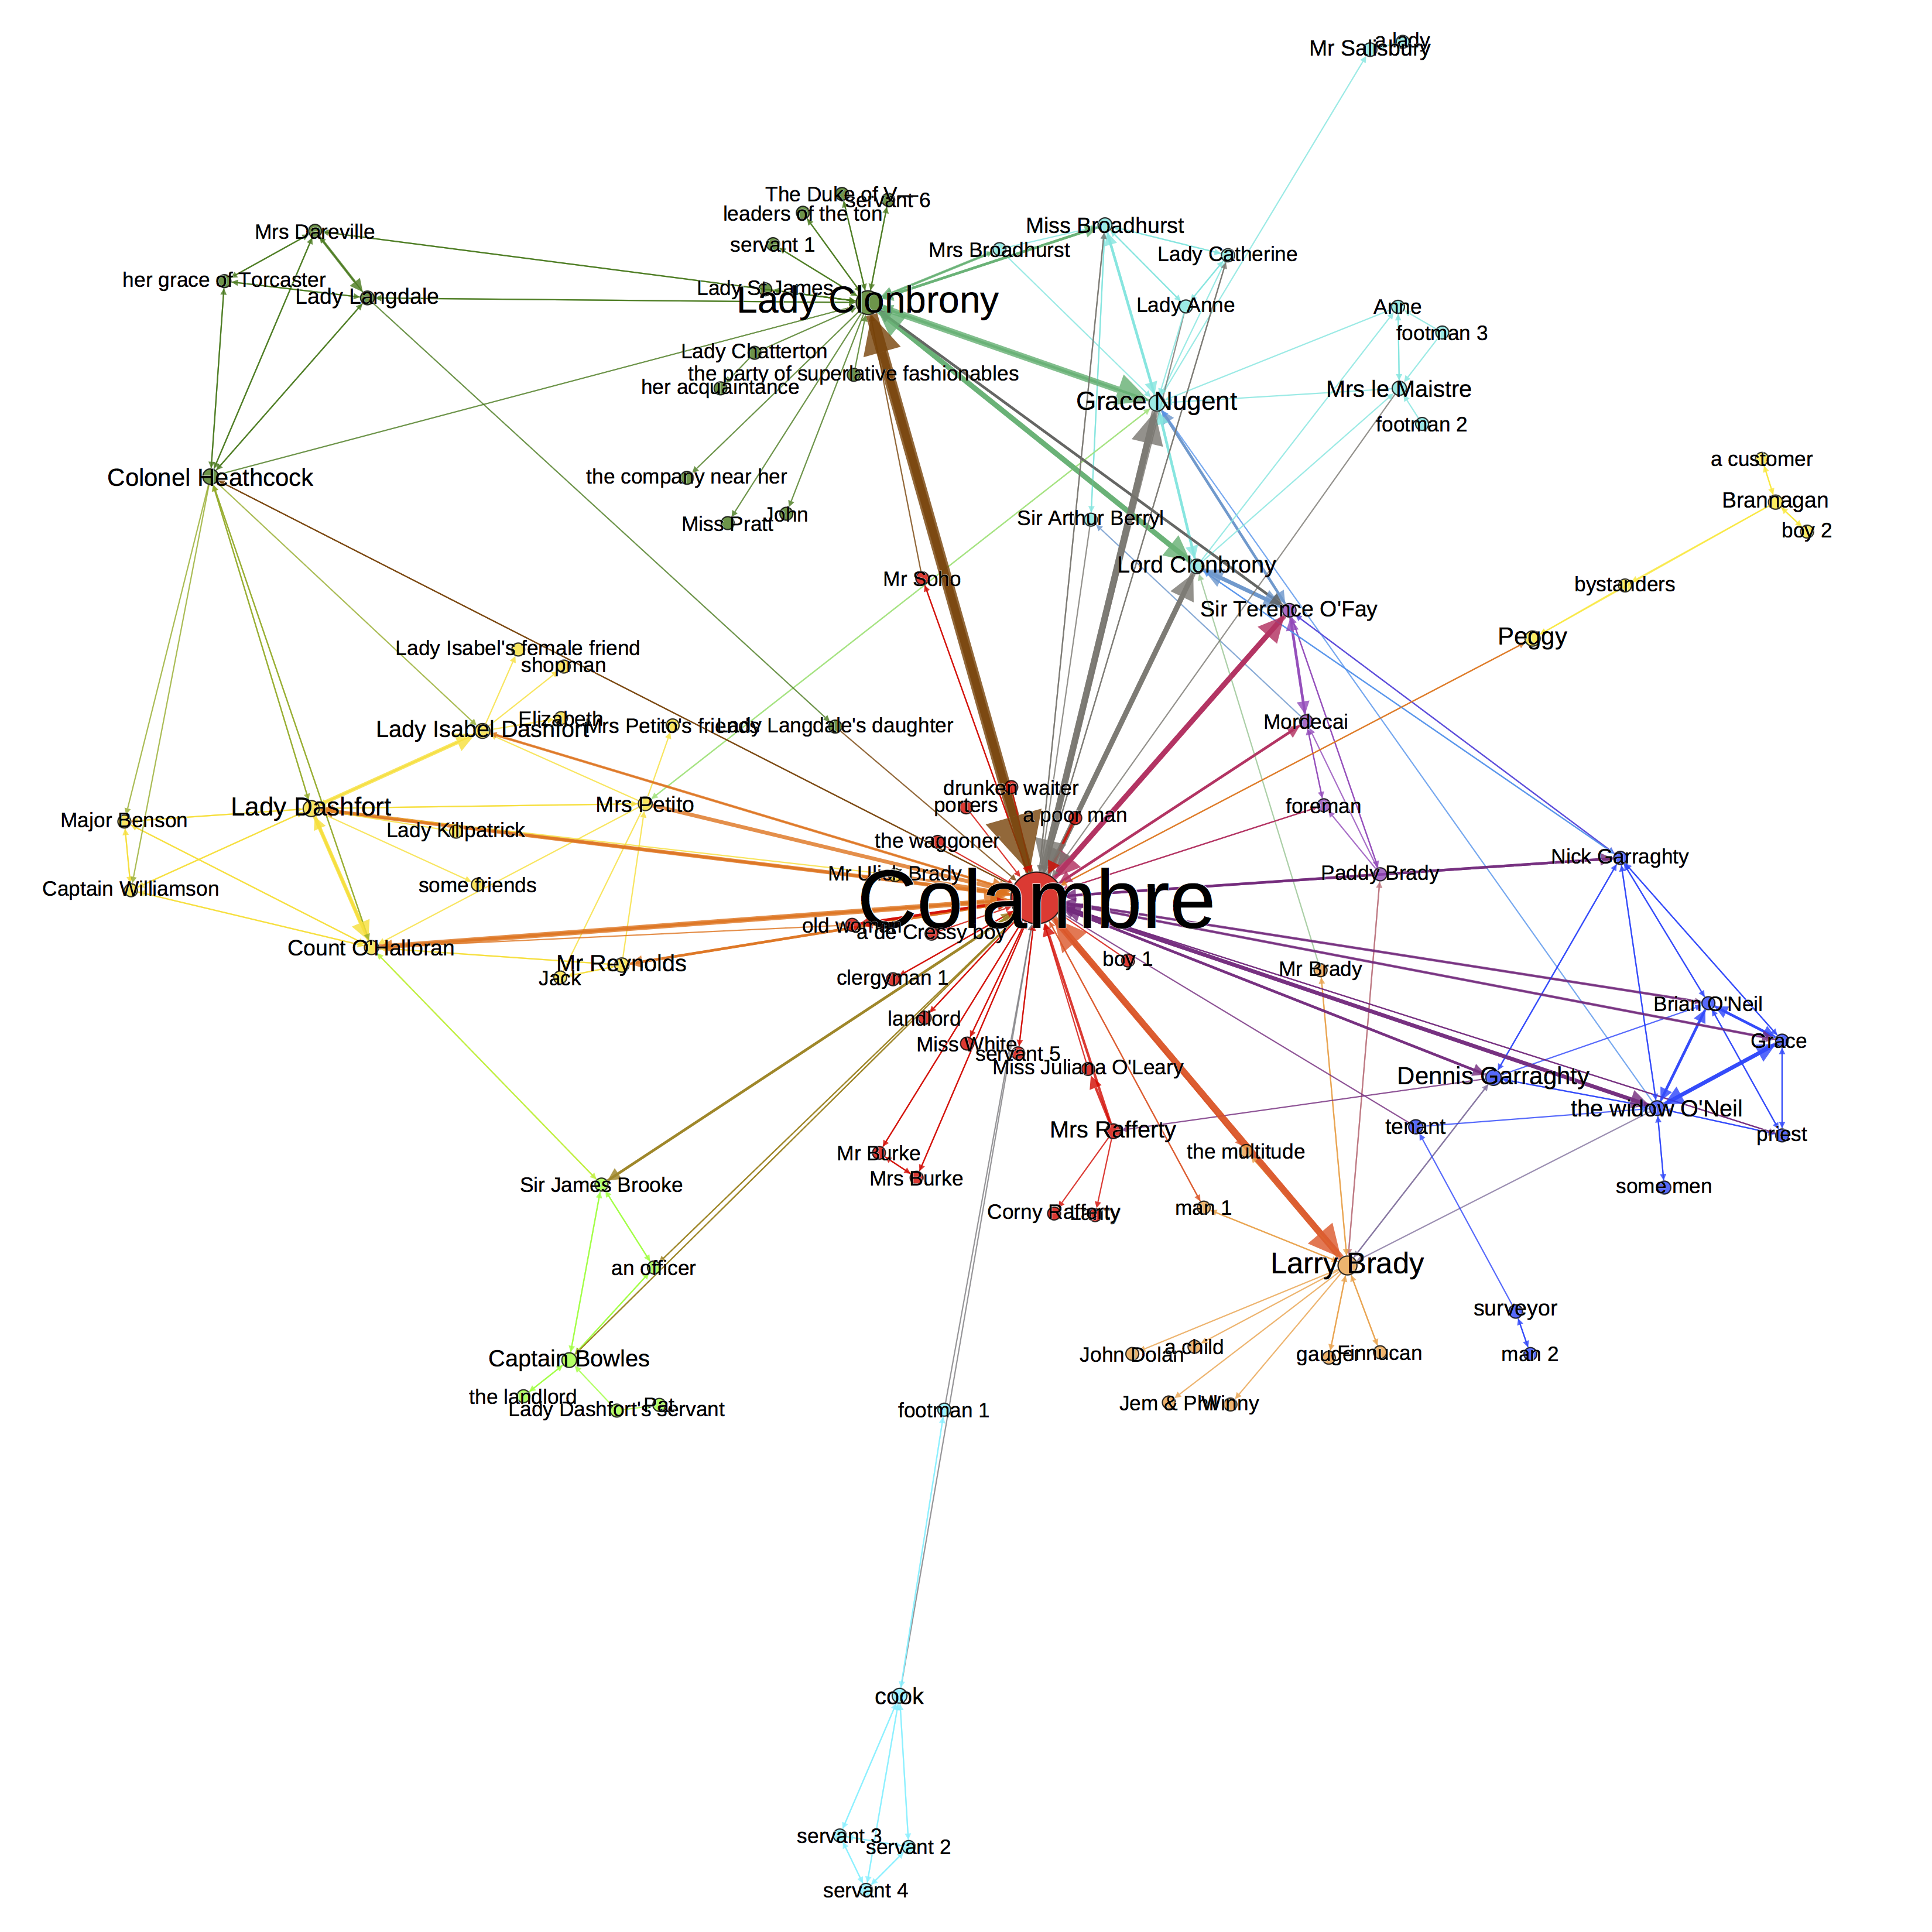 a lady
Mr Salisbury
The Duke of V—
servant 6
leaders of the ton
Miss Broadhurst
Mrs Dareville
servant 1
Mrs Broadhurst
Lady Catherine
her grace of Torcaster
Lady Langdale
Lady St James
Lady Clonbrony
Lady Anne
Anne
footman 3
Lady Chatterton
the party of superlative fashionables
her acquaintance
Grace Nugent
Mrs le Maistre
footman 2
a customer
Colonel Heathcock
the company near her
Brannagan
Miss Pratt
John
Sir Arthur Berryl
boy 2
Lord Clonbrony
Mr Soho
bystanders
Sir Terence O'Fay
Peggy
Lady Isabel's female friend
shopman
Elizabeth
Lady Isabel Dashfort
Mrs Petito's friends
Lady Langdale's daughter
Mordecai
drunken waiter
Lady Dashfort
Mrs Petito
porters
foreman
Major Benson
a poor man
Lady Killpatrick
the waggoner
Nick Garraghty
Captain Williamson
some friends
Mr Ulick Brady
Paddy Brady
Colambre
old woman
a de Cressy boy
Count O'Halloran
Mr Reynolds
Jack
clergyman 1
boy 1
Mr Brady
Brian O'Neil
landlord
Grace
Miss White
servant 5
Miss Juliana O'Leary
Dennis Garraghty
the widow O'Neil
Mrs Rafferty
tenant
priest
Mr Burke
the multitude
Sir James Brooke
Mrs Burke
some men
Corny Rafferty
man 1
an officer
Larry Brady
surveyor
John Dolan
a child
gauger
Finnucan
man 2
Captain Bowles
the landlord
Lady Dashfort's servant
Pat
Jem & Phil
Winny
footman 1
cook
servant 3
servant 2
servant 4